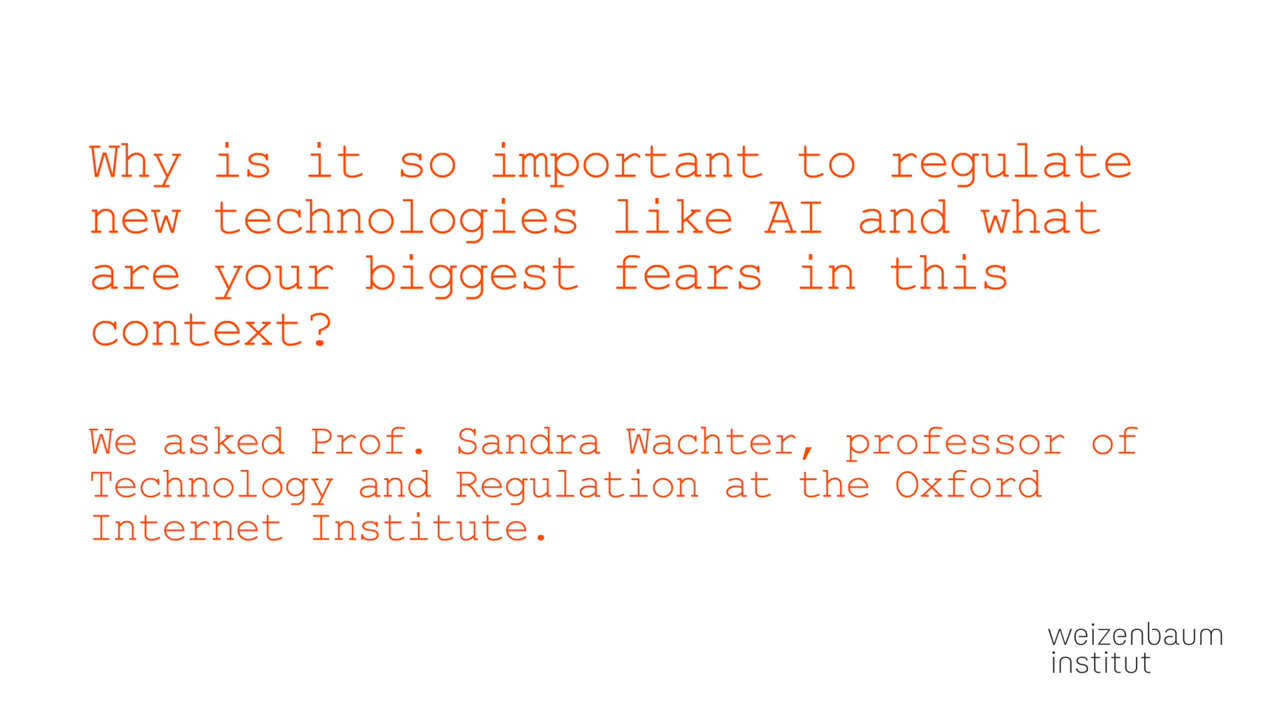 Why is it so important to regulate
new technologies like AI and what
are your biggest fears in this
context?
We asked Prof. Sandra Wachter, professor of
Technology and Regulation at the Oxford
Internet Institute.
weizenbaum
institut